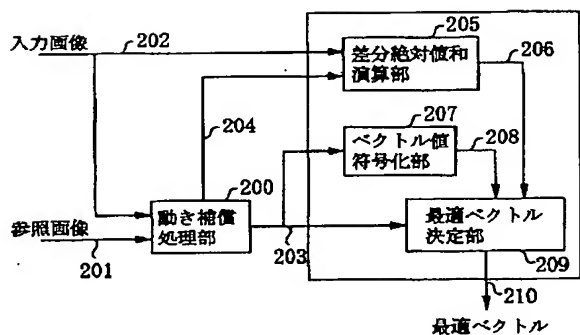 205
入力画像
202
差分絶対値和
演算部
206
207
204
ベクトル値
符号化部
208
200
動き補償
処理部
参照画像
201
203
最適ベクトル
決定部
209
210
最適ベクトル